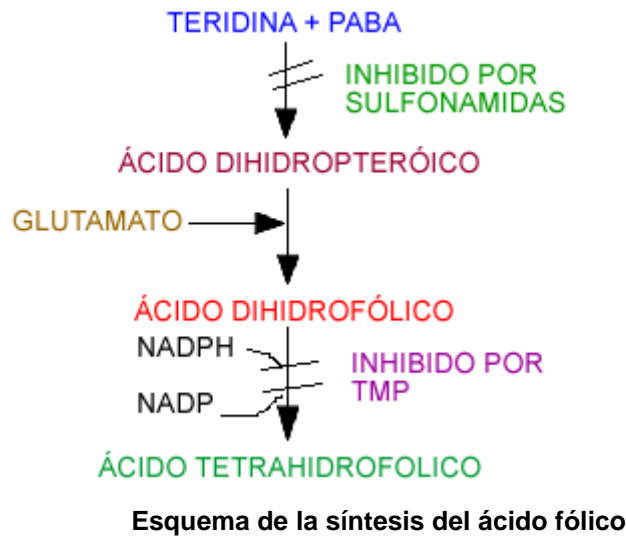 TERIDINA + PABA
INHIBIDO POR
SULFONAMIDAS
ÁCIDO DIHIDROPTERÓICO
GLUTAMATO
ÁCIDO DIHIDROFÓLICO
NADPH
INHIBIDO POR
TMP
NADP
ÁCIDO TETRAHIDROFOLICO
Esquema de la síntesis del ácido fólico